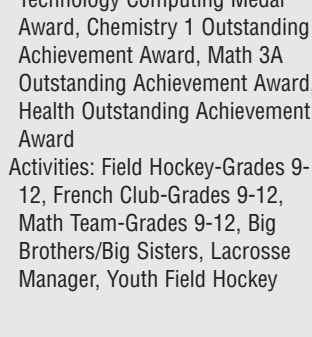 Technology Computing Medal
Award, Chemistry 1 Outstanding
Achievement Award, Math 3A
Outstanding Achievement Award,
Health Outstanding Achievement
Award
Activities: Field Hockey-Grades 9-
12, French Club-Grades 9-12,
Math Team-Grades 9-12, Big
Brothers/Big Sisters, Lacrosse
Manager, Youth Field Hockey